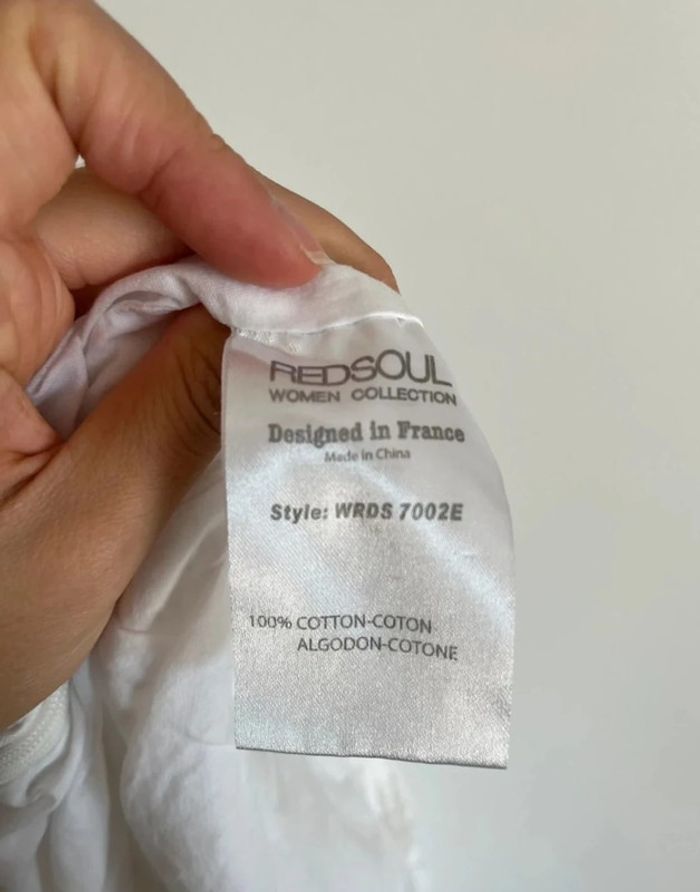 REDSOUL
WOMEN COLLECTION
Designed in France
Made in China
Style: WRDS 7002E
100% COTTON-COTON
ALGODON-COTONE